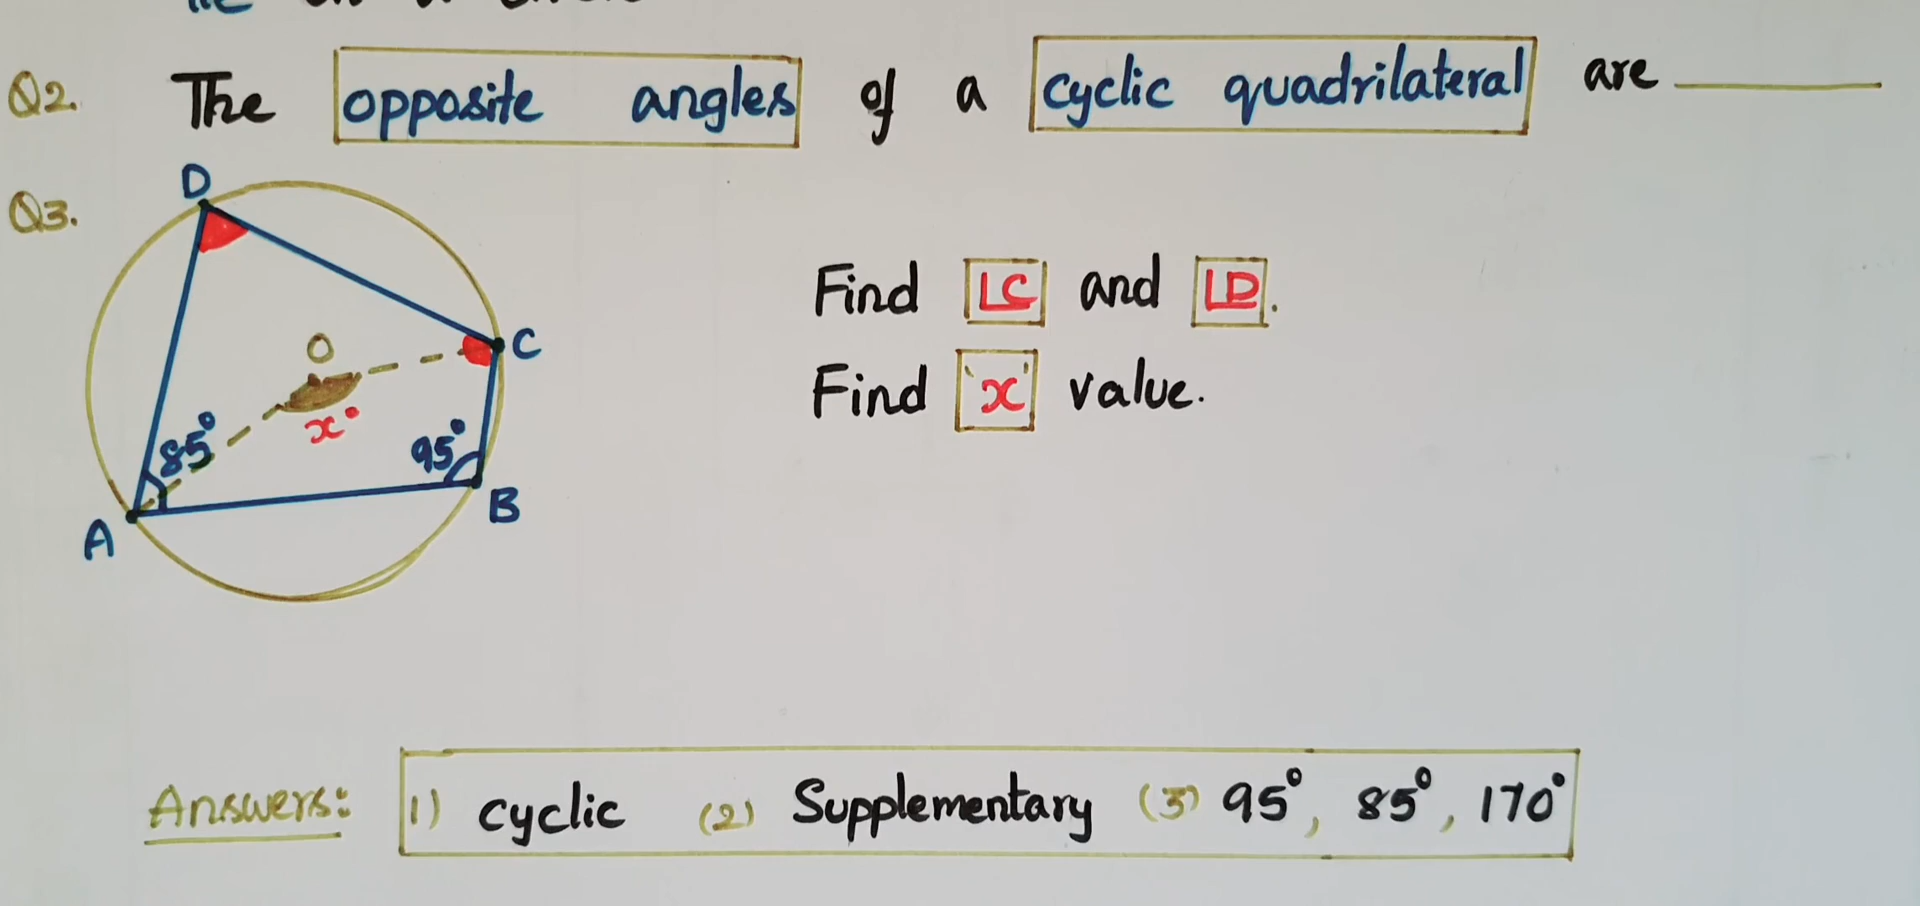 Q2. The opposite angles of a cyclic quadrilateral are
Q3.
D
Find ∠C and ∠D.
O
C
Find 'x' value.
x°
85°
95°
B
A
Answers: 1) cyclic (2) Supplementary (3) 95°, 85°, 170°